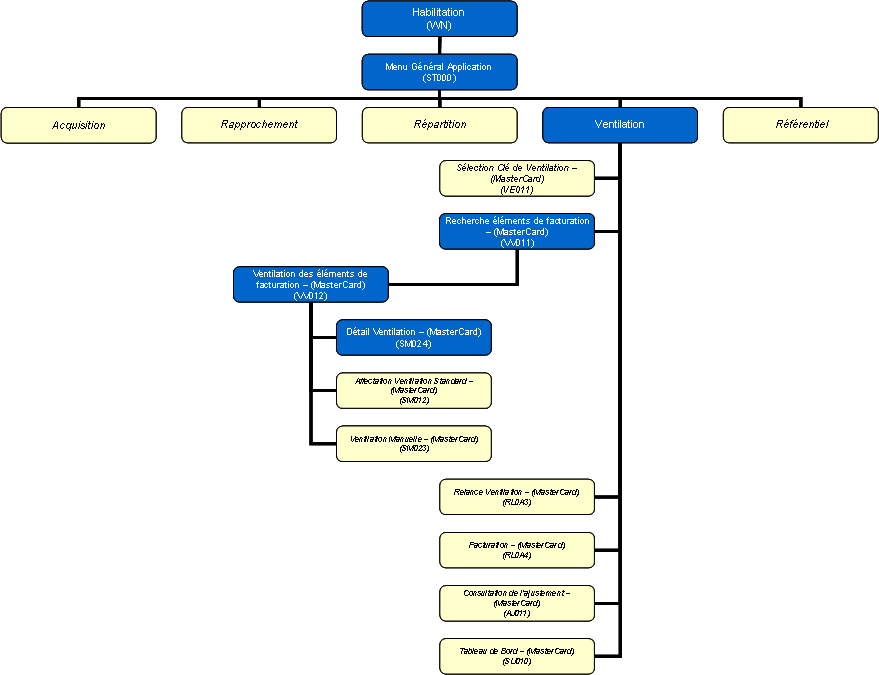 Habilitation
(VVN)
Menu Général Application
(ST000)
Acquisition
Rapprochement
Répartition
Ventilation
Référentiel
Sélection Clé de Ventilation –
(MasterCard)
(VE011)
Recherche éléments de facturation
– (MasterCard)
(VV011)
Ventilation des éléments de
facturation – (MasterCard)
(VV012)
Détail Ventilation – (MasterCard)
(SM024)
Affectation Ventilation Standard –
(MasterCard)
(SM012)
Ventilation Manuelle – (MasterCard)
(SM023)
Relance Ventilation – (MasterCard)
(RL0A3)
Facturation – (MasterCard)
(RL0A4)
Consultation de l'ajustement –
(MasterCard)
(AJ011)
Tableau de Bord – (MasterCard)
(SU010)